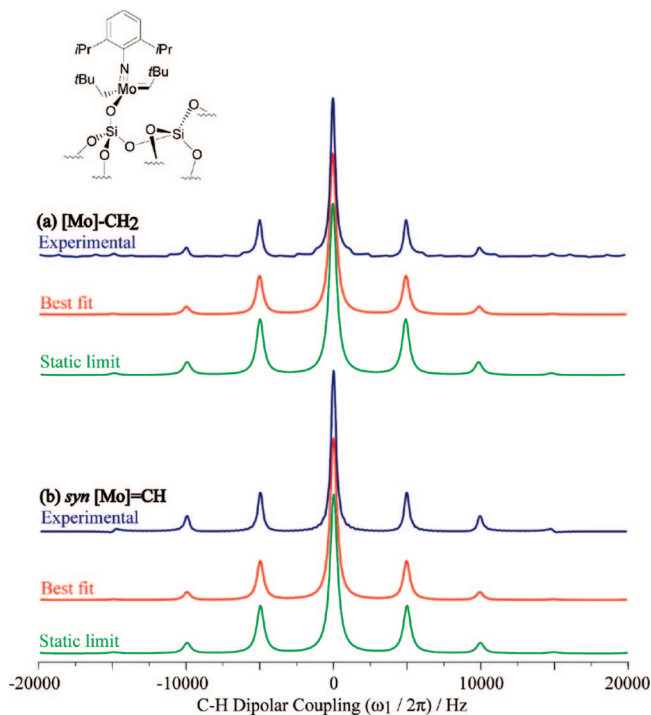 iPr
iPr
N
tBu
tBu
Mo
O
Si
O
O
O
O
Si
O
O
O
(a) [Mo]-CH2
Experimental
Best fit
Static limit
(b) syn [Mo]=CH
Experimental
Best fit
Static limit
-20000 -10000 0 5000 10000 20000
C-H Dipolar Coupling (ω1 / 2π) / Hz